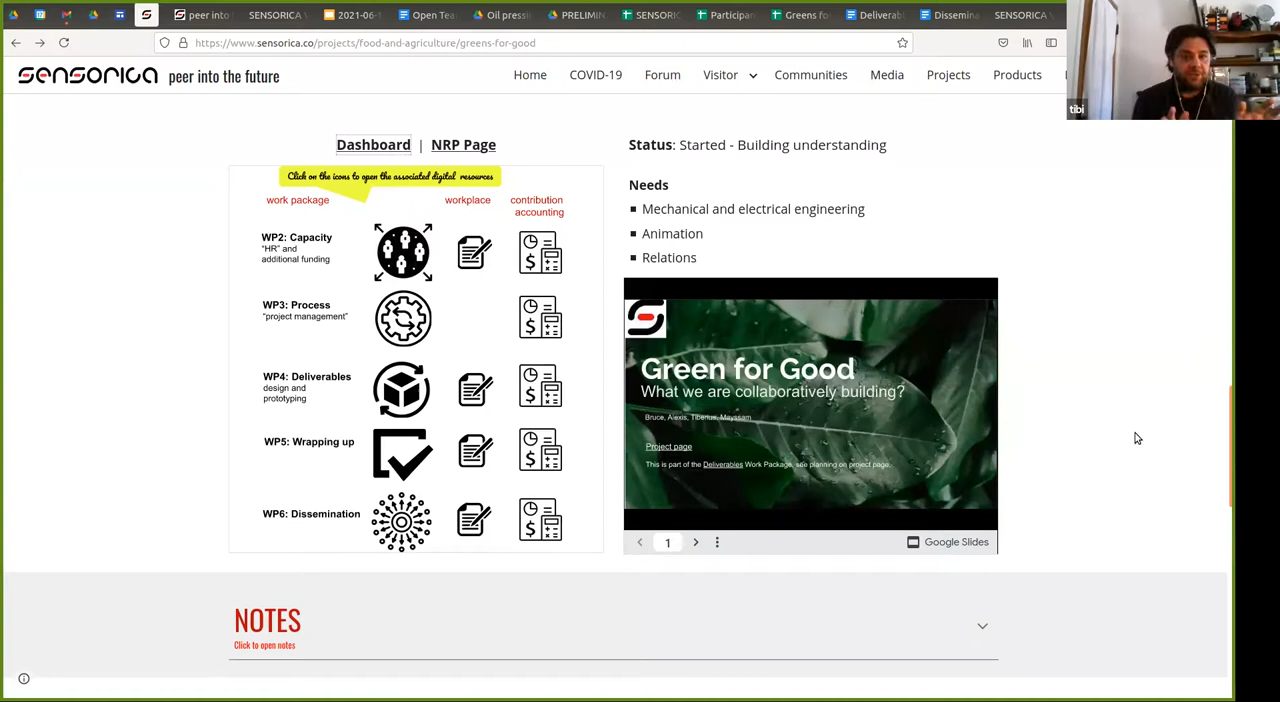 peer into
SENSORICA
2021-06-1
Open Tea
Oil pressi
PRELIMIN
SENSORIC
Participan
Greens fo
Deliverab
Dissemina
SENSORICA
https://www.sensorica.co/projects/food-and-agriculture/greens-for-good
sensorica peer into the future
Home
COVID-19
Forum
Visitor
Communities
Media
Projects
Products
tibi
Dashboard | NRP Page
Click on the icons to open the associated digital resources
work package
workplace
contribution
accounting
WP2: Capacity
"HR" and
additional funding
WP3: Process
"project management"
WP4: Deliverables
design and
prototyping
WP5: Wrapping up
WP6: Dissemination
Status: Started - Building understanding
Needs
Mechanical and electrical engineering
Animation
Relations
Green for Good
What we are collaboratively building?
Bruce, Alexis, Tiberius, Mayssam
Project page
This is part of the Deliverables Work Package, see planning on project page.
1
Google Slides
NOTES
Click to open notes